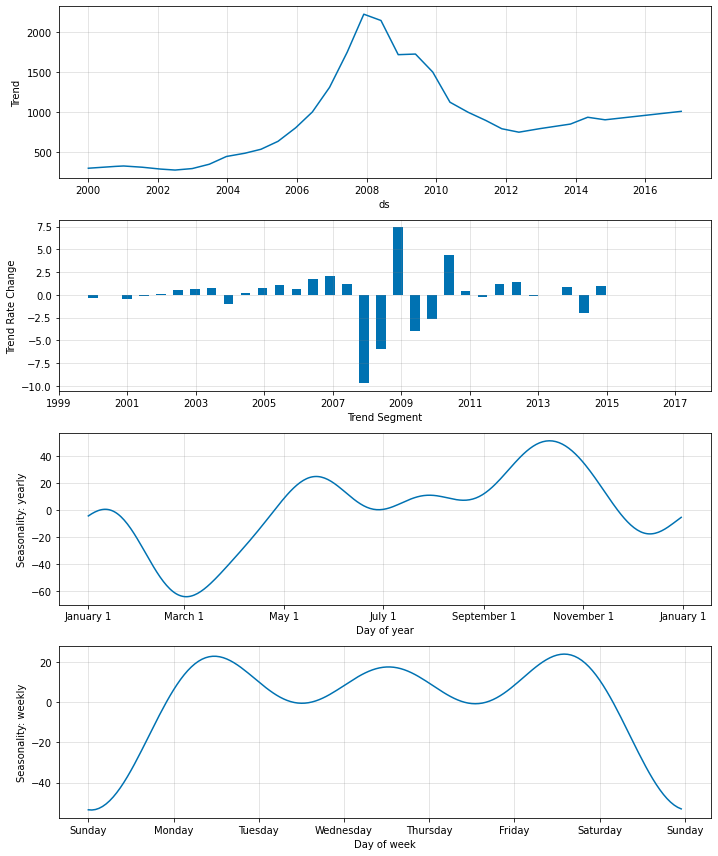 2000
1500
1000
500
Trend
2000 2002 2004 2006 2008 2010 2012 2014 2016
ds
7.5
5.0
2.5
0.0
−2.5
−5.0
−7.5
−10.0
Trend Rate Change
1999 2001 2003 2005 2007 2009 2011 2013 2015 2017
Trend Segment
40
20
0
−20
−40
−60
Seasonality: yearly
January 1 March 1 May 1 July 1 September 1 November 1 January 1
Day of year
20
0
−20
−40
Seasonality: weekly
Sunday Monday Tuesday Wednesday Thursday Friday Saturday Sunday
Day of week